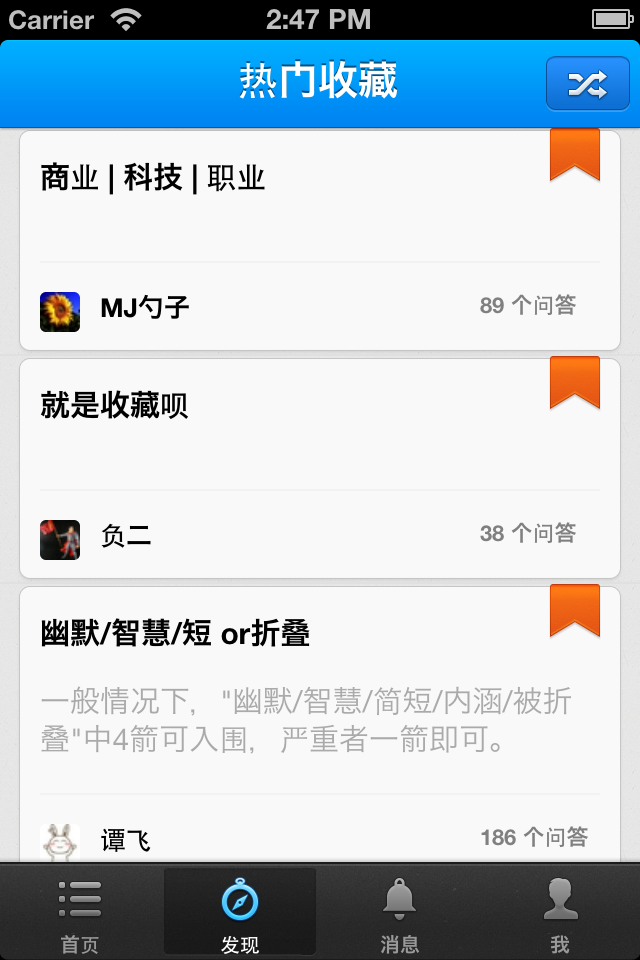 Carrier 2:47 PM
热门收藏
商业 | 科技 | 职业
MJ勺子 89 个问答
就是收藏呗
负二 38 个问答
幽默/智慧/短 or折叠
一般情况下，"幽默/智慧/简短/内涵/被折
叠"中4箭可入围，严重者一箭即可。
谭飞 186 个问答
首页 发现 消息 我